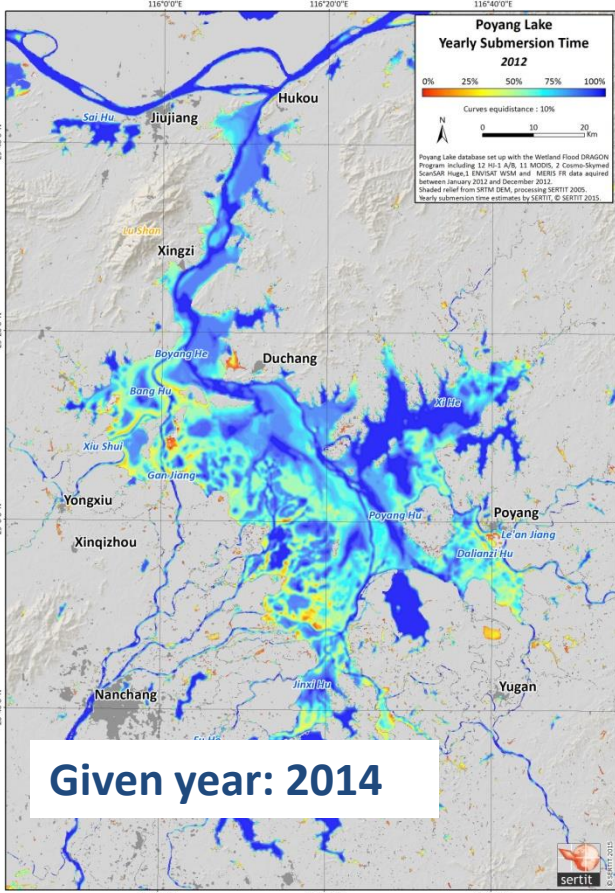 116°0'0"E
116°20'0"E
116°40'0"E
Poyang Lake
Yearly Submersion Time
2012
0% 25% 50% 75% 100%
Curves equidistance : 10%
N
0 10 20
Km
Poyang Lake database set up with the Wetland Flood DRAGON
Program including 12 HJ-1 A/B, 11 MODIS, 2 Cosmo-Skymed
ScanSAR Huge,1 ENVISAT WSM and MERIS FR data aquired
between January 2012 and December 2012.
Shaded relief from SRTM DEM, processing SERTIT 2005.
Yearly submersion time estimates by SERTIT, © SERTIT 2015.
Hukou
Sai Hu
Jiujiang
Lu Shan
Xingzi
Boyang He
Duchang
Bang Hu
Xi He
Xiu Shui
Gan Jiang
Yongxiu
Poyang Hu
Poyang
Le'an Jiang
Xinqizhou
Dalianzi Hu
Jinxi Hu
Nanchang
Yugan
Given year: 2014
sertit
© SERTIT 2015